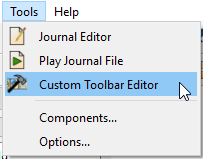 Tools Help
Journal Editor
Play Journal File
Custom Toolbar Editor
Components...
Options...